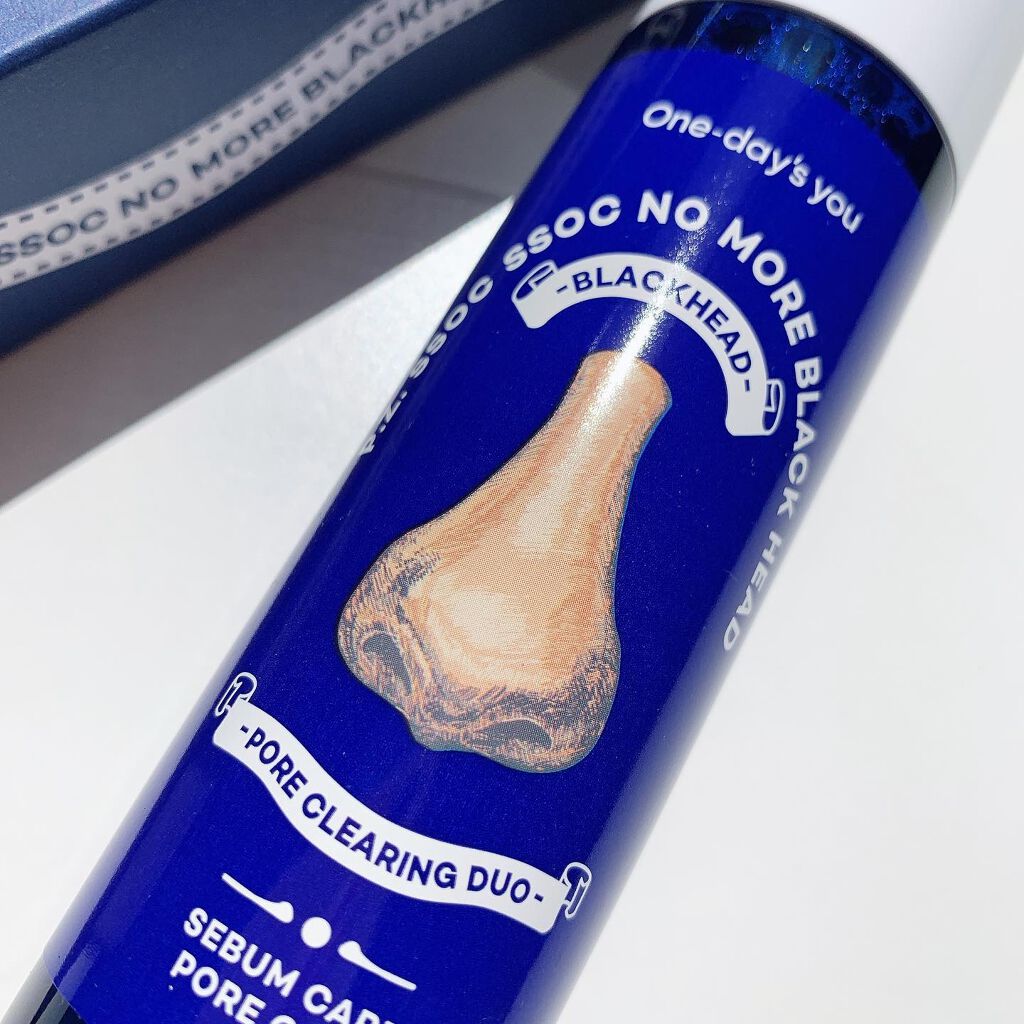 SSOC NO MORE BLACKH
One-day's you
P.Z. SSOC SSOC NO MORE BLACK HEAD
-BLACKHEAD-
-PORE CLEARING DUO-
SEBUM CAR
PORE